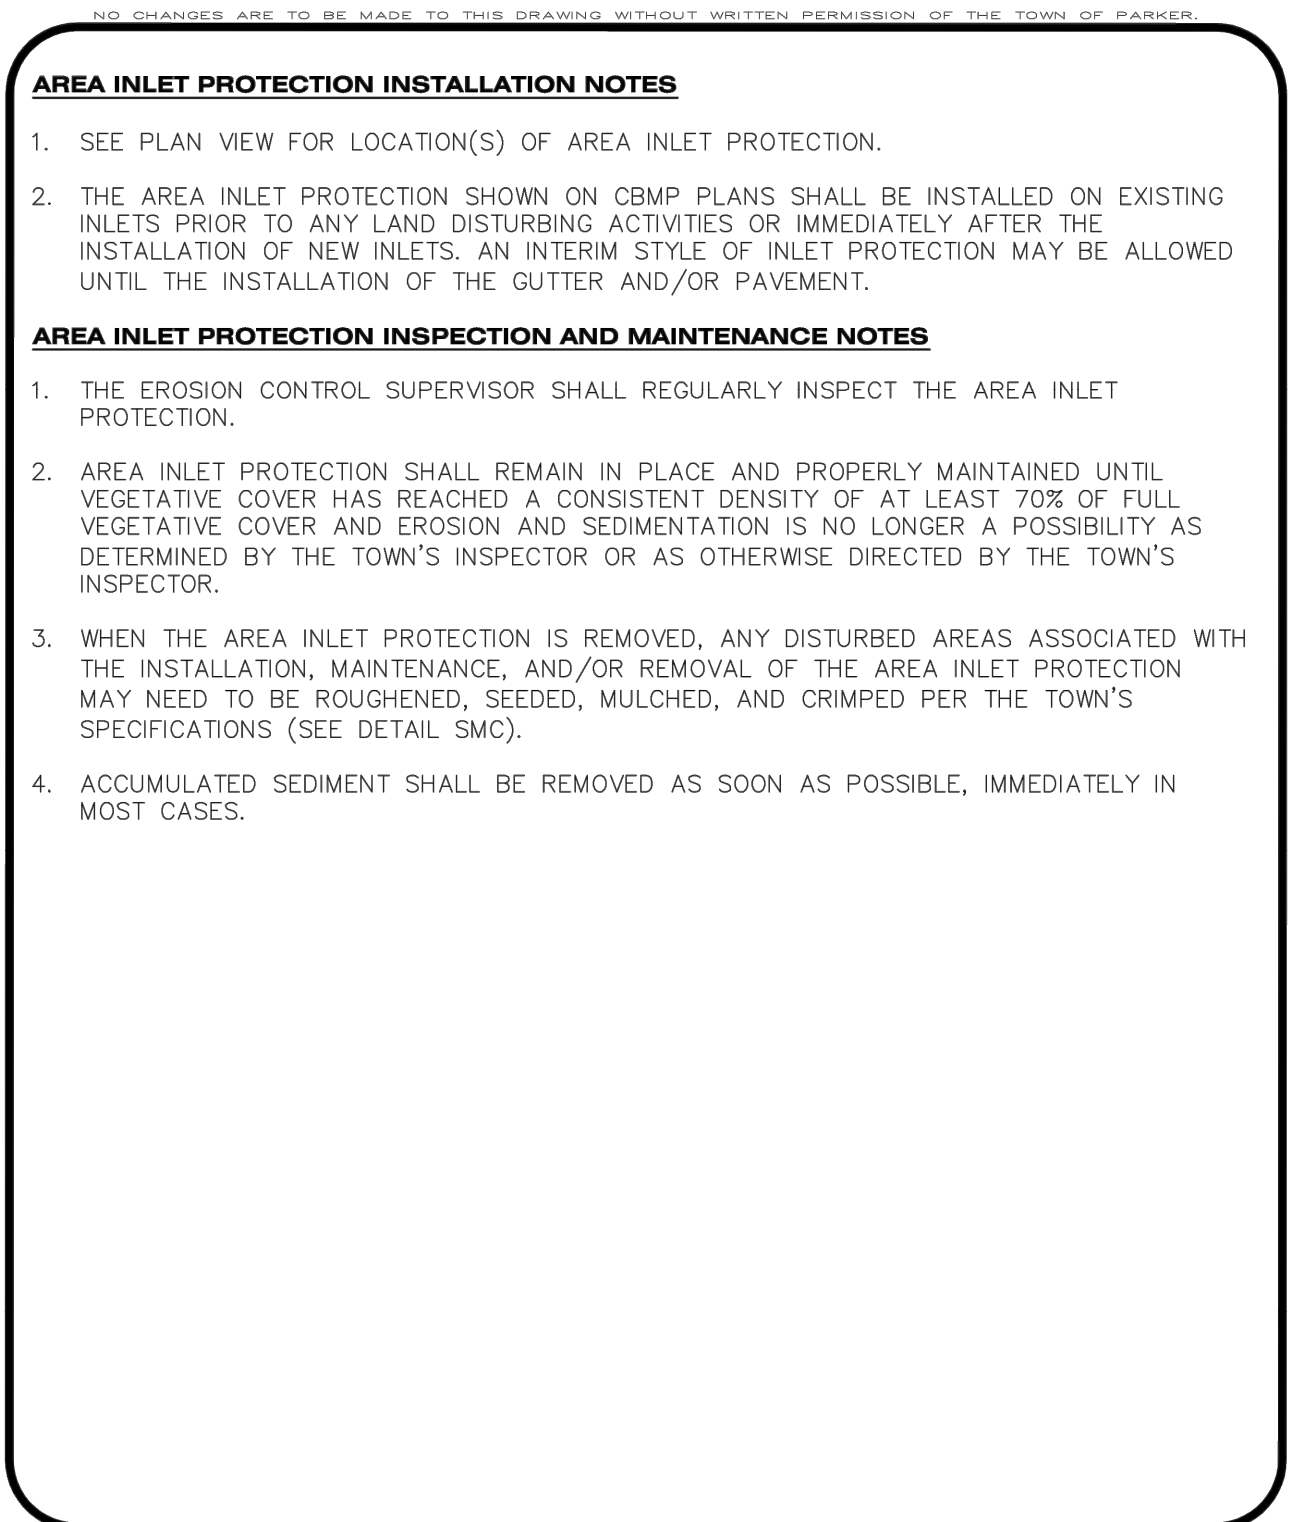 NO CHANGES ARE TO BE MADE TO THIS DRAWING WITHOUT WRITTEN PERMISSION OF THE TOWN OF PARKER.
AREA INLET PROTECTION INSTALLATION NOTES
1. SEE PLAN VIEW FOR LOCATION(S) OF AREA INLET PROTECTION.
2. THE AREA INLET PROTECTION SHOWN ON CBMP PLANS SHALL BE INSTALLED ON EXISTING
INLETS PRIOR TO ANY LAND DISTURBING ACTIVITIES OR IMMEDIATELY AFTER THE
INSTALLATION OF NEW INLETS. AN INTERIM STYLE OF INLET PROTECTION MAY BE ALLOWED
UNTIL THE INSTALLATION OF THE GUTTER AND/OR PAVEMENT.
AREA INLET PROTECTION INSPECTION AND MAINTENANCE NOTES
1. THE EROSION CONTROL SUPERVISOR SHALL REGULARLY INSPECT THE AREA INLET
PROTECTION.
2. AREA INLET PROTECTION SHALL REMAIN IN PLACE AND PROPERLY MAINTAINED UNTIL
VEGETATIVE COVER HAS REACHED A CONSISTENT DENSITY OF AT LEAST 70% OF FULL
VEGETATIVE COVER AND EROSION AND SEDIMENTATION IS NO LONGER A POSSIBILITY AS
DETERMINED BY THE TOWN'S INSPECTOR OR AS OTHERWISE DIRECTED BY THE TOWN'S
INSPECTOR.
3. WHEN THE AREA INLET PROTECTION IS REMOVED, ANY DISTURBED AREAS ASSOCIATED WITH
THE INSTALLATION, MAINTENANCE, AND/OR REMOVAL OF THE AREA INLET PROTECTION
MAY NEED TO BE ROUGHENED, SEEDED, MULCHED, AND CRIMPED PER THE TOWN'S
SPECIFICATIONS (SEE DETAIL SMC).
4. ACCUMULATED SEDIMENT SHALL BE REMOVED AS SOON AS POSSIBLE, IMMEDIATELY IN
MOST CASES.